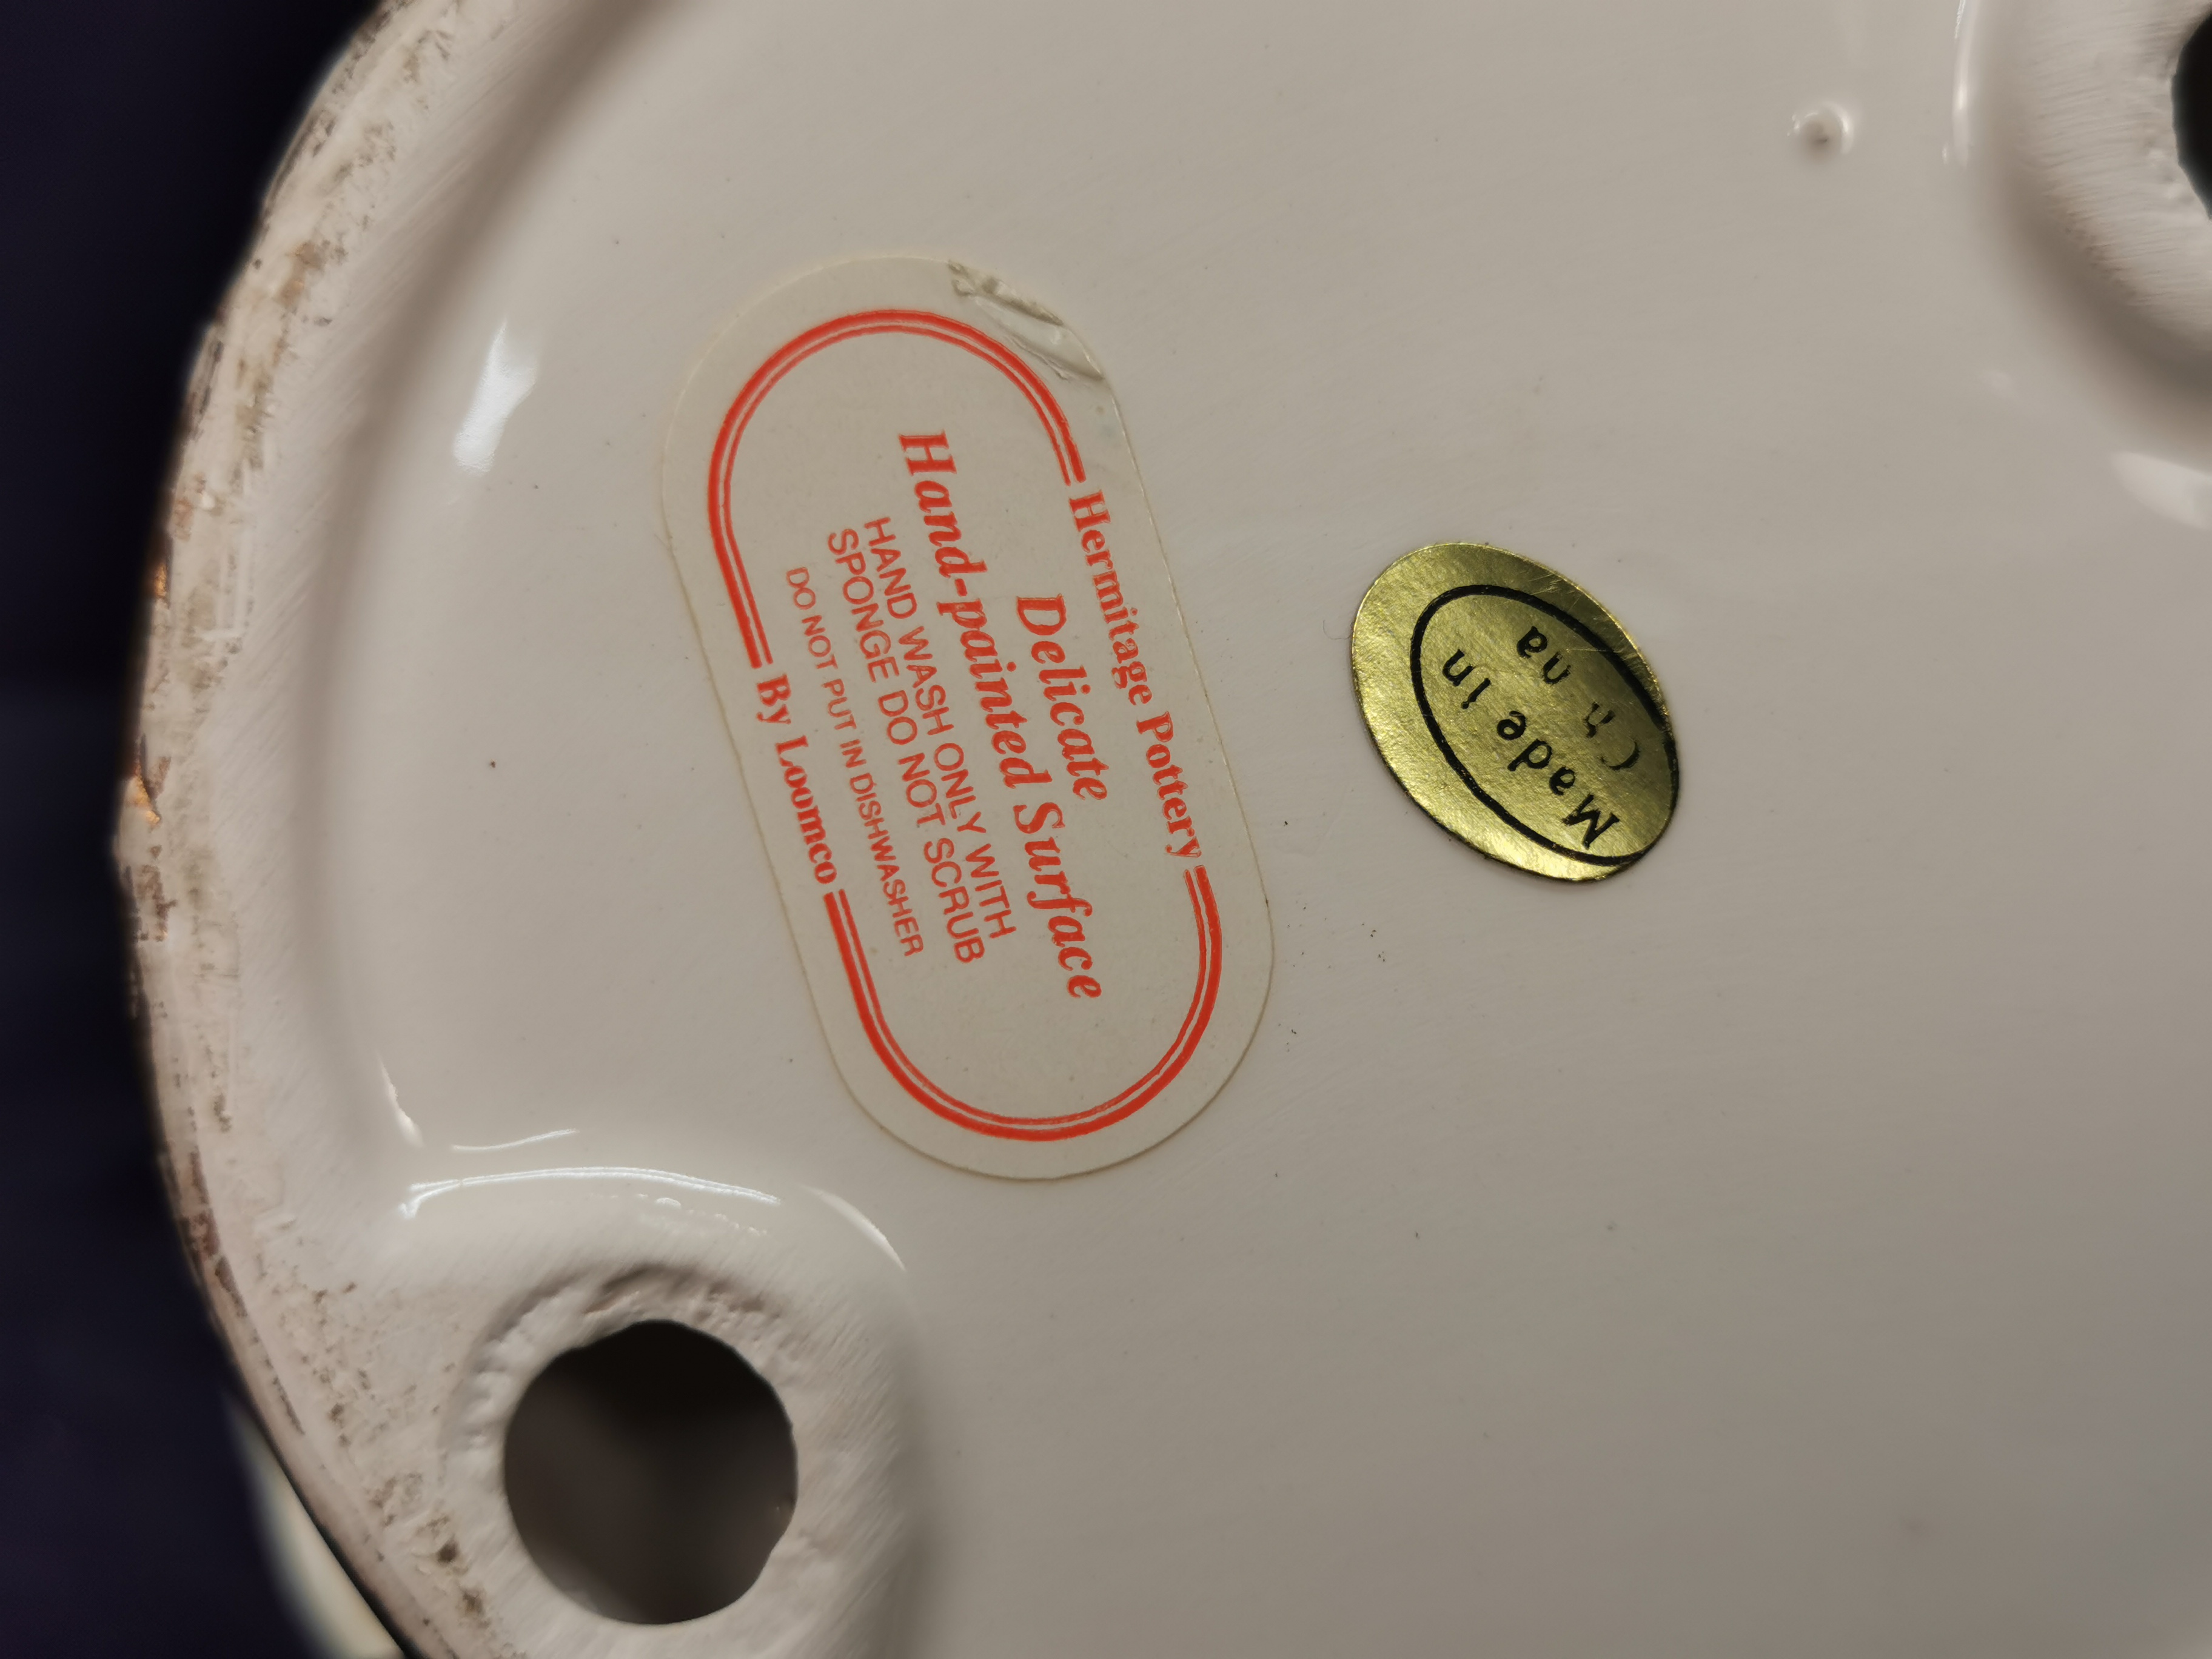 Hermitage Pottery
Delicate
Hand-painted Surface
HAND WASH ONLY WITH
SPONGE DO NOT SCRUB
DO NOT PUT IN DISHWASHER
By Loomco
Made in
China